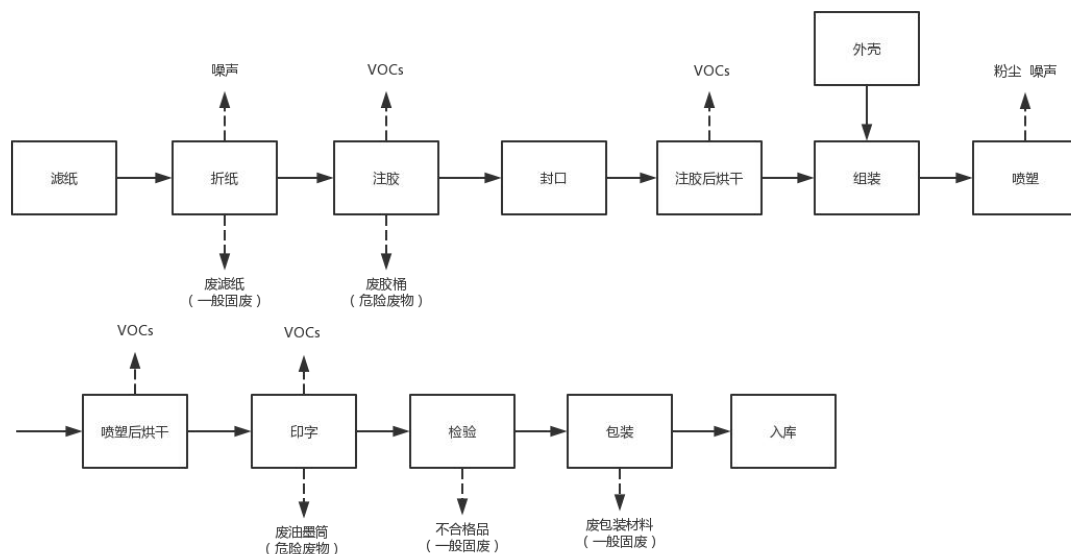 外壳
噪声
VOCs
VOCs
粉尘 噪声
滤纸
折纸
注胶
封口
注胶后烘干
组装
喷塑
废滤纸
（一般固废）
废胶桶
（危险废物）
VOCs
VOCs
喷塑后烘干
印字
检验
包装
入库
废油墨筒
（危险废物）
不合格品
（一般固废）
废包装材料
（一般固废）